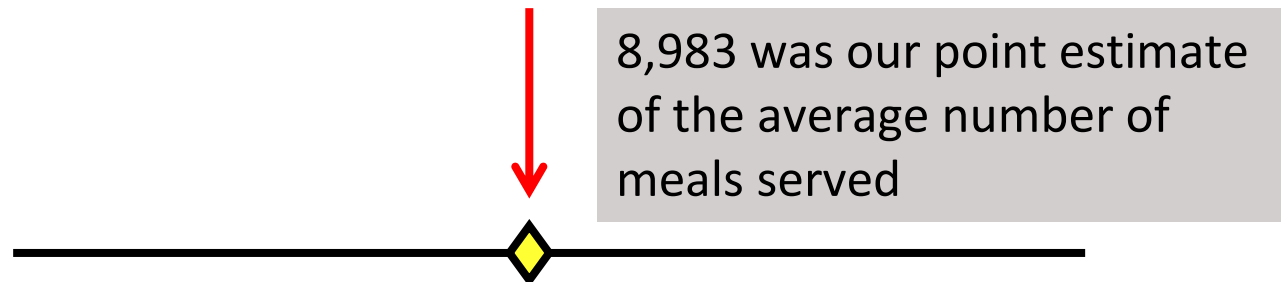 8,983 was our point estimate
of the average number of
meals served